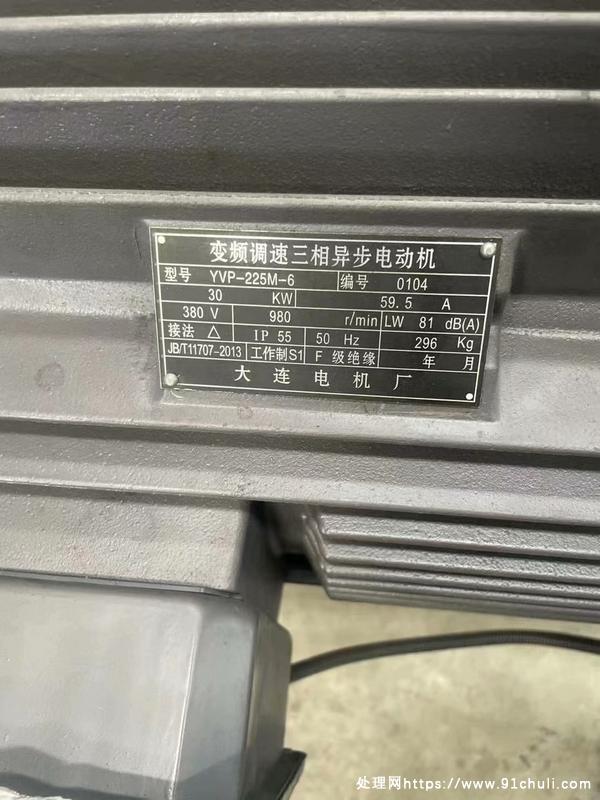 变频调速三相异步电动机
型号 YVP-225M-6 编号 0104
30 KW 59.5 A
380 V 980 r/min LW 81 dB(A)
接法 △ IP 55 50 Hz 296 Kg
JB/T11707-2013 工作制S1 F 级绝缘 年 月
大连电机厂
处理网https://www.91chuli.com